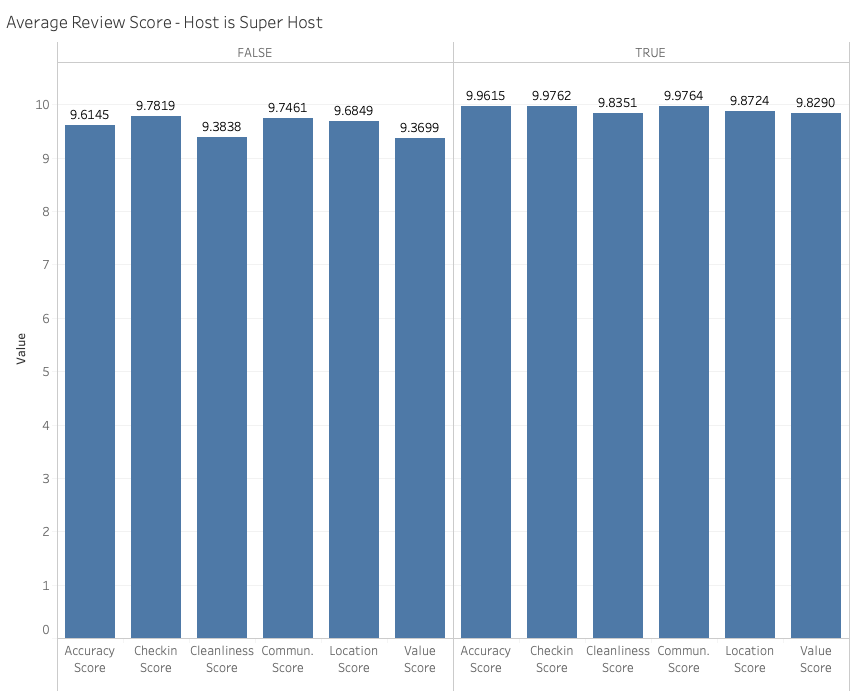 Average Review Score - Host is Super Host
FALSE TRUE
9.6145 9.7819 9.3838 9.7461 9.6849 9.3699 9.9615 9.9762 9.8351 9.9764 9.8724 9.8290
10
9
8
7
6
5
4
3
2
1
0
Value
Accuracy Checkin Cleanliness Commun. Location Value Accuracy Checkin Cleanliness Commun. Location Value
Score Score Score Score Score Score Score Score Score Score Score Score